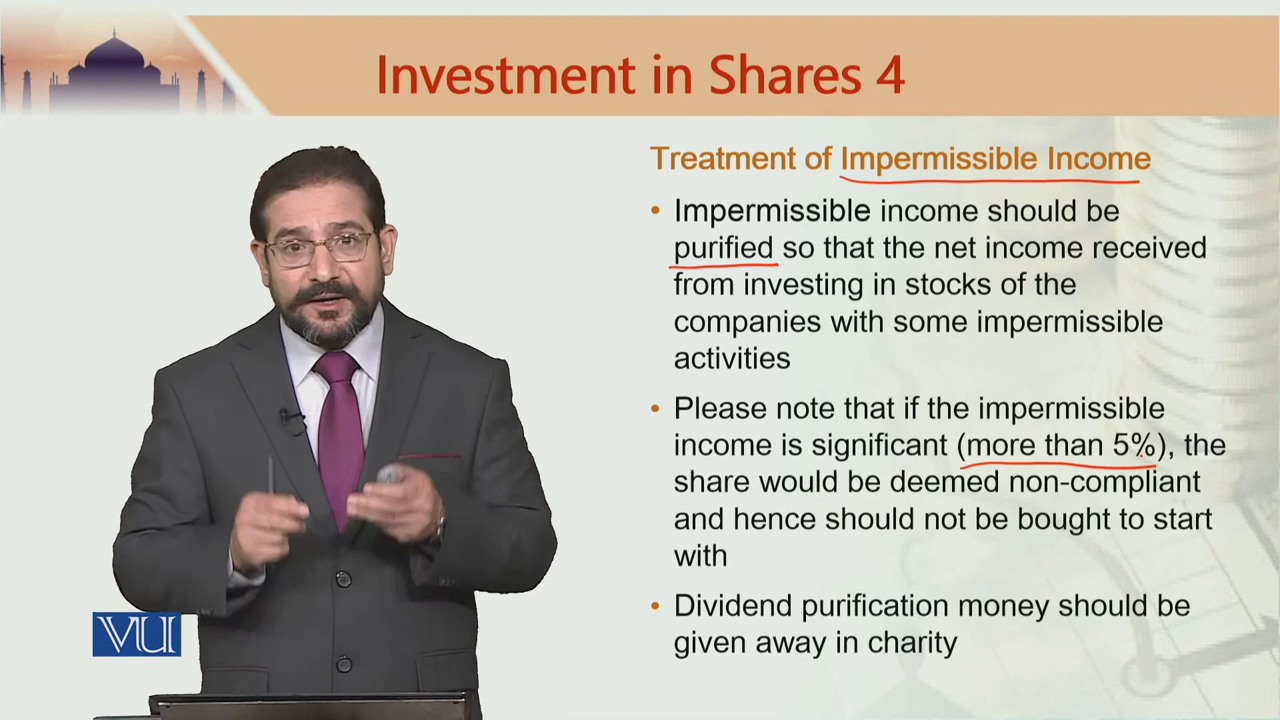 Investment in Shares 4
Treatment of Impermissible Income
• Impermissible income should be
purified so that the net income received
from investing in stocks of the
companies with some impermissible
activities
• Please note that if the impermissible
income is significant (more than 5%), the
share would be deemed non-compliant
and hence should not be bought to start
with
• Dividend purification money should be
given away in charity
VU